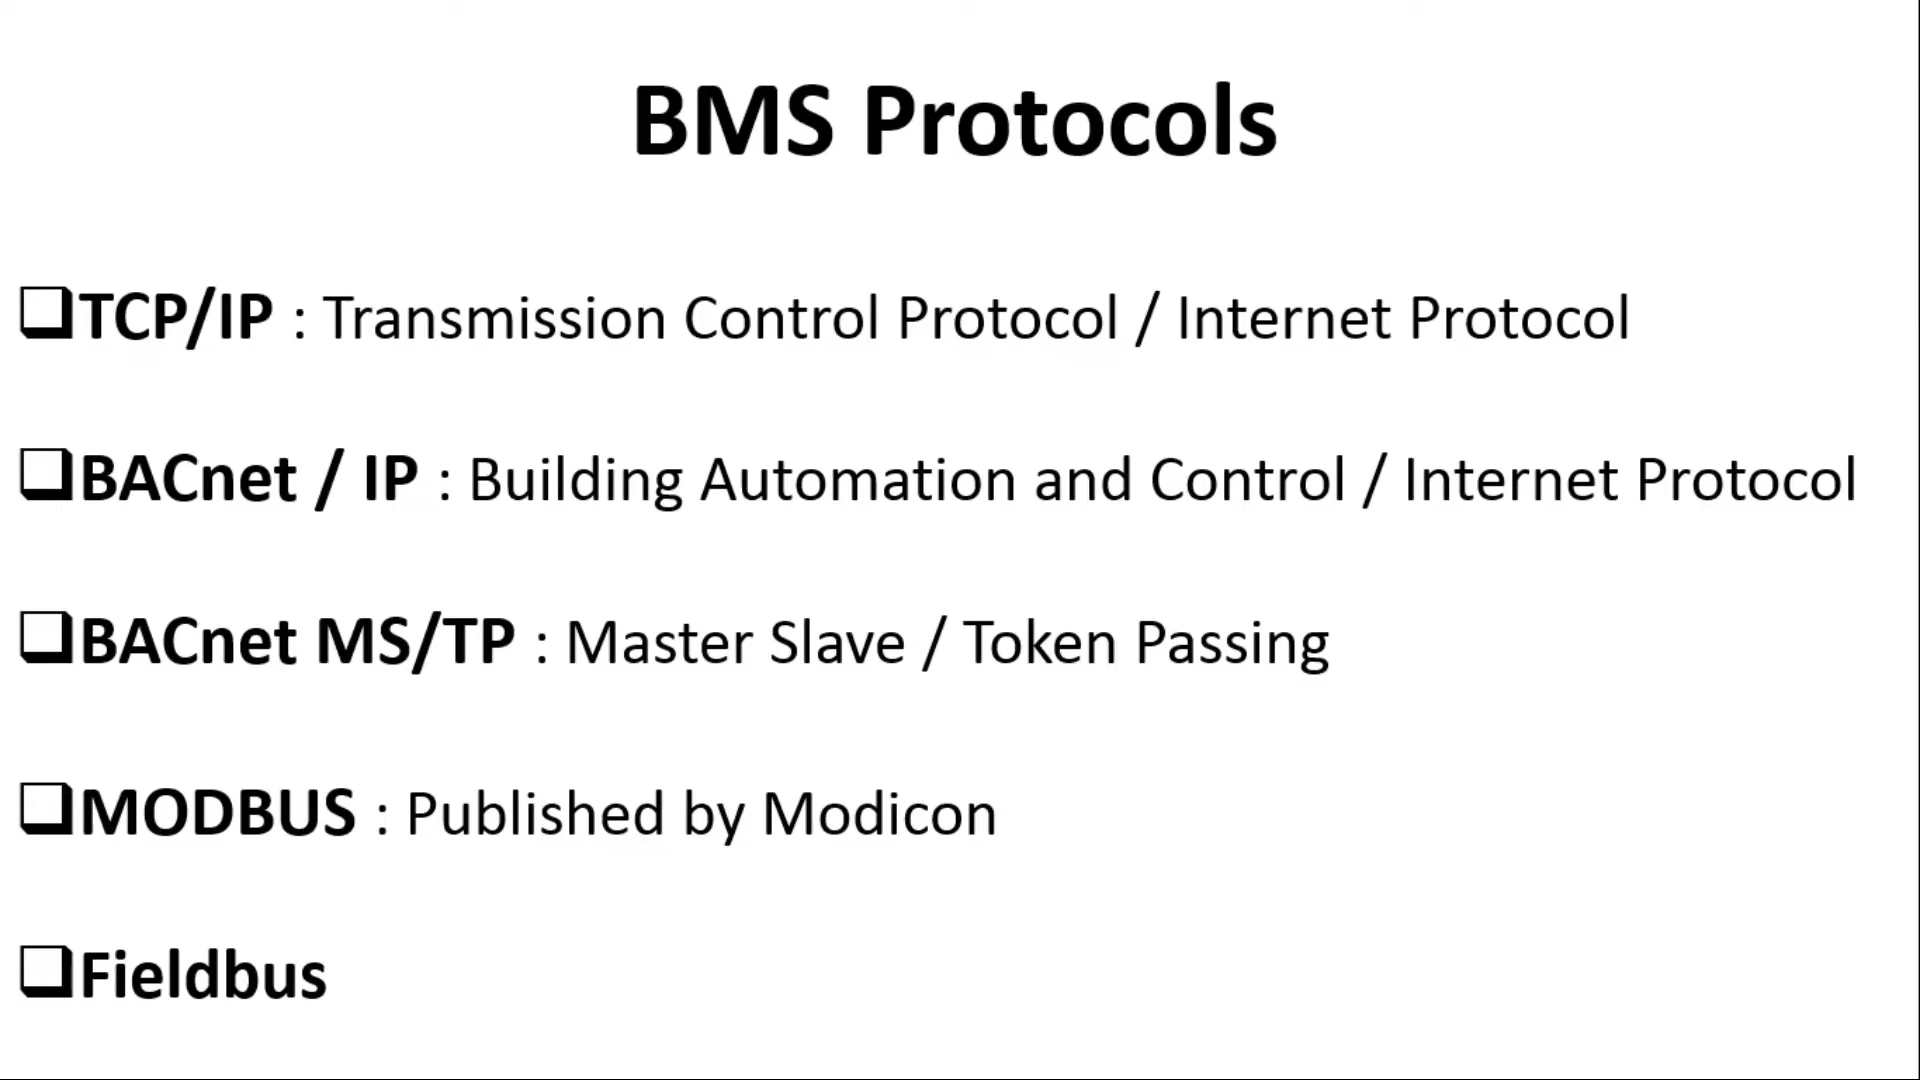 BMS Protocols
❑TCP/IP : Transmission Control Protocol / Internet Protocol
❑BACnet / IP : Building Automation and Control / Internet Protocol
❑BACnet MS/TP : Master Slave / Token Passing
❑MODBUS : Published by Modicon
❑Fieldbus